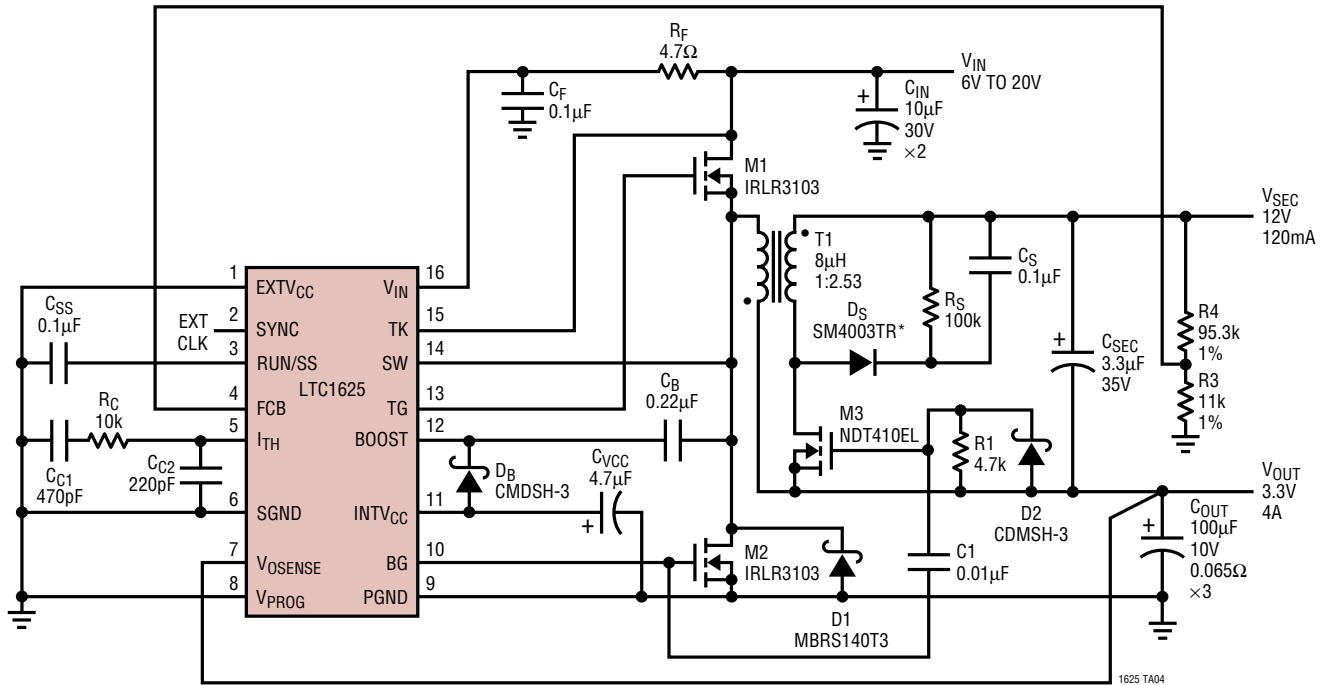 RF
4.7Ω
VIN
6V TO 20V
CF
0.1µF
+
CIN
10µF
30V
×2
M1
IRLR3103
VSEC
12V
120mA
T1
8µH
1:2.53
CS
0.1µF
RS
100k
DS
SM4003TR*
R4
95.3k
1%
+
CSEC
3.3µF
35V
R3
11k
1%
1
EXTVCC
VIN
16
CSS
0.1µF
EXT
CLK
2
SYNC
TK
15
3
RUN/SS
SW
14
LTC1625
4
FCB
TG
13
CB
0.22µF
RC
10k
5
ITH
BOOST
12
M3
NDT410EL
R1
4.7k
CC1
470pF
CC2
220pF
DB
CMDSH-3
CVCC
4.7µF
+
6
SGND
INTVCC
11
D2
CDMSH-3
VOUT
3.3V
4A
7
VOSENSE
BG
10
M2
IRLR3103
C1
0.01µF
+
COUT
100µF
10V
0.065Ω
×3
8
VPROG
PGND
9
D1
MBRS140T3
1625 TA04